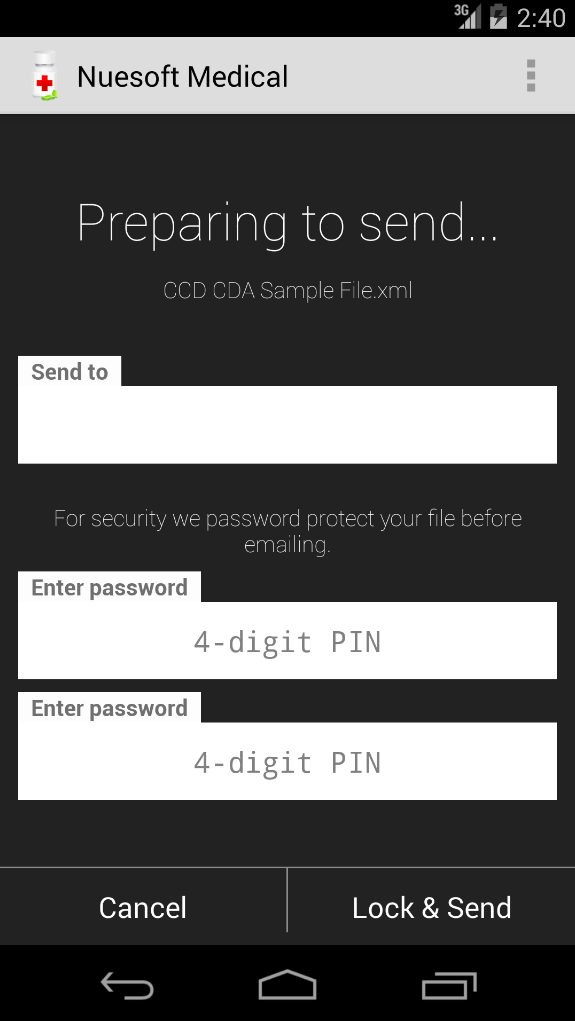 3G 2:40
Nuesoft Medical
Preparing to send...
CCD CDA Sample File.xml
Send to
For security we password protect your file before
emailing.
Enter password
4-digit PIN
Enter password
4-digit PIN
Cancel Lock & Send